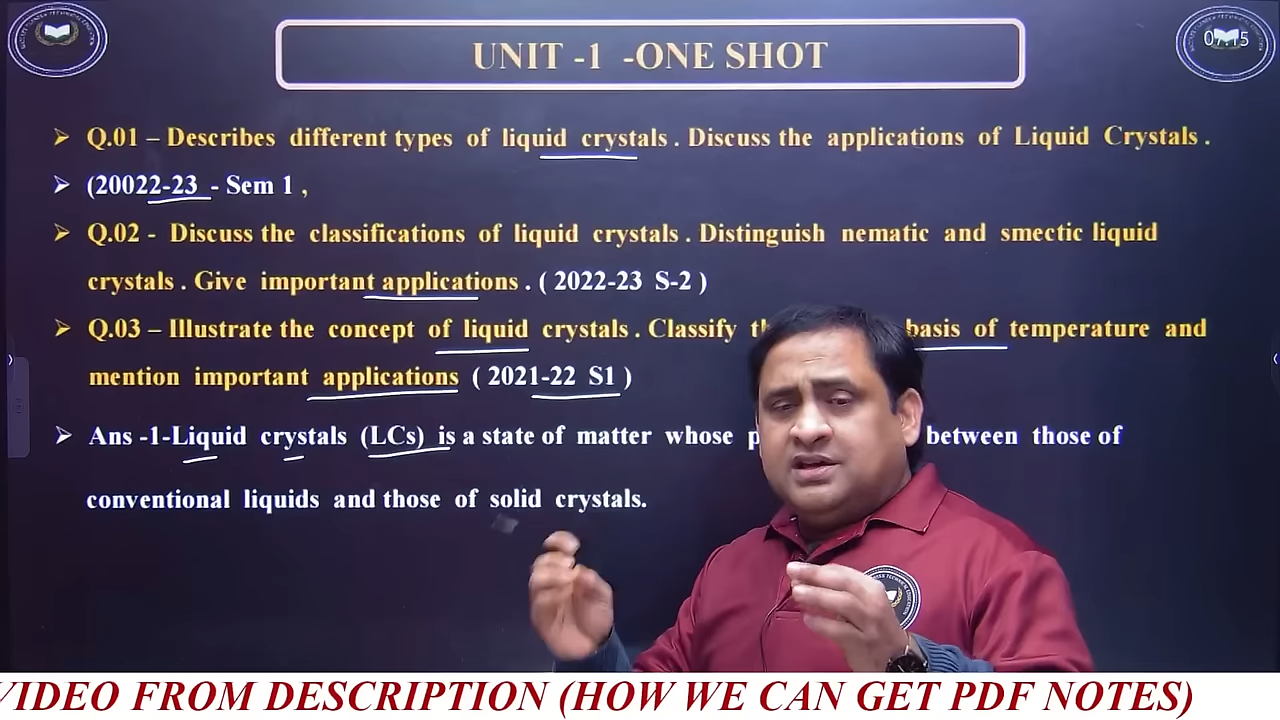 UNIT -1 -ONE SHOT
07:15
➢ Q.01 – Describes different types of liquid crystals . Discuss the applications of Liquid Crystals .
➢ (20022-23 - Sem 1 ,
➢ Q.02 - Discuss the classifications of liquid crystals . Distinguish nematic and smectic liquid
crystals . Give important applications . ( 2022-23 S-2 )
➢ Q.03 – Illustrate the concept of liquid crystals . Classify basis of temperature and
mention important applications ( 2021-22 S1 )
➢ Ans -1-Liquid crystals (LCs) is a state of matter whose between those of
conventional liquids and those of solid crystals.
VIDEO FROM DESCRIPTION (HOW WE CAN GET PDF NOTES)